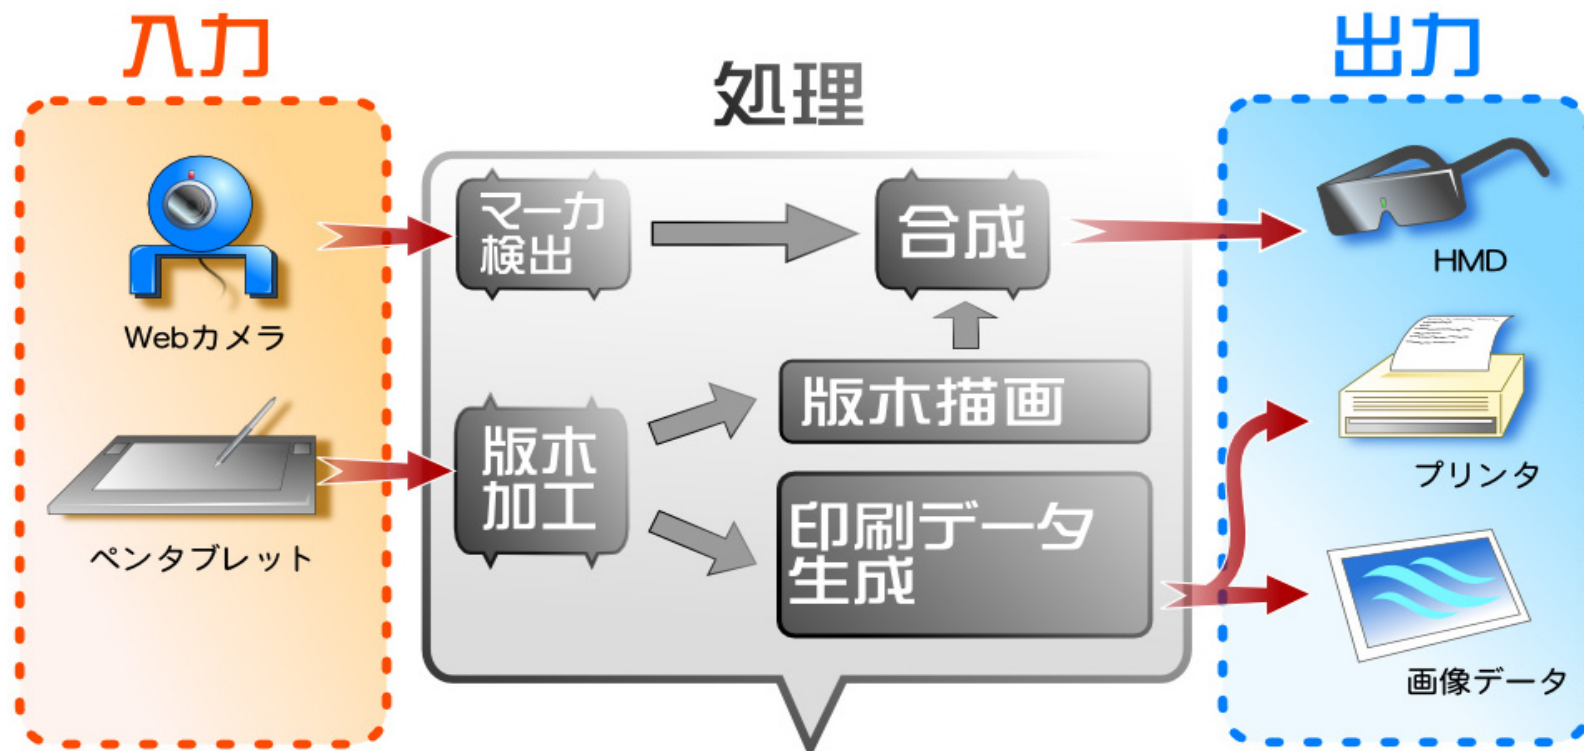 入力
Webカメラ
ペンタブレット
処理
マーカ
検出
合成
版木
加工
版木描画
印刷データ
生成
出力
HMD
プリンタ
画像データ